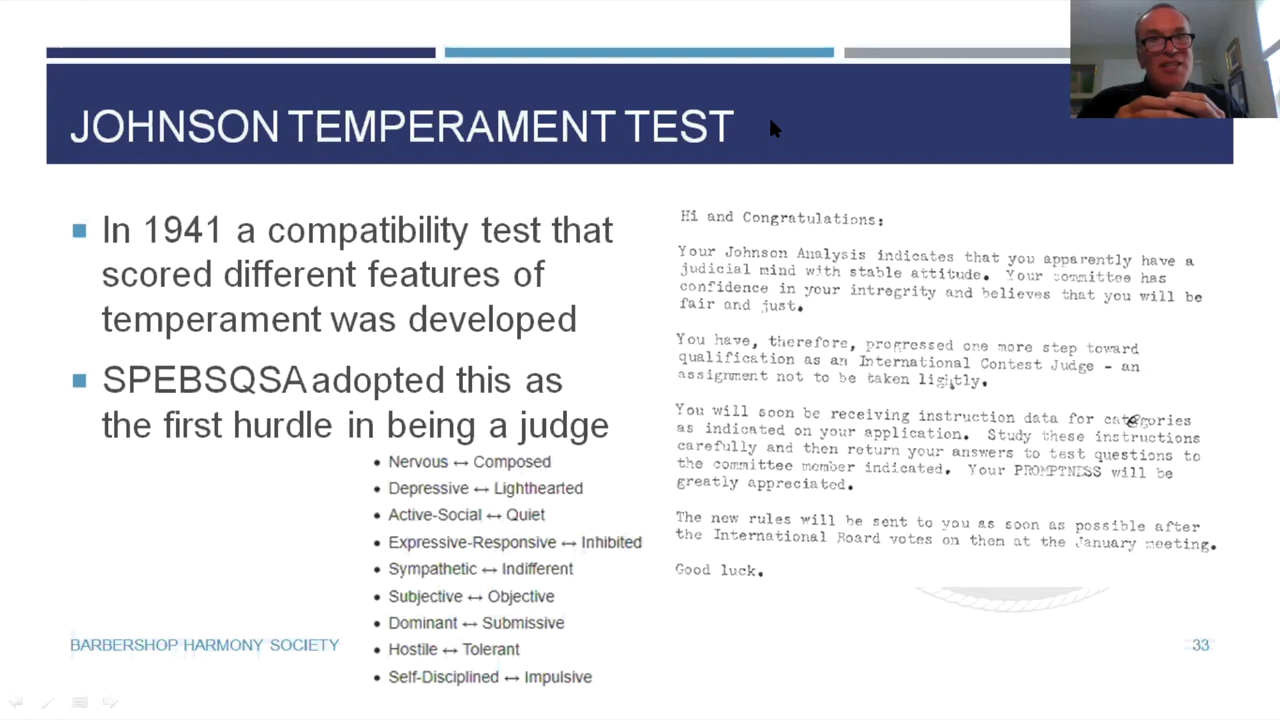 JOHNSON TEMPERAMENT TEST
In 1941 a compatibility test that
scored different features of
temperament was developed
SPEBSQSA adopted this as
the first hurdle in being a judge
• Nervous ↔ Composed
• Depressive ↔ Lighthearted
• Active-Social ↔ Quiet
• Expressive-Responsive ↔ Inhibited
• Sympathetic ↔ Indifferent
• Subjective ↔ Objective
• Dominant ↔ Submissive
• Hostile ↔ Tolerant
• Self-Disciplined ↔ Impulsive
Hi and Congratulations:
Your Johnson Analysis indicates that you apparently have a
judicial mind with stable attitude. Your committee has
confidence in your intregrity and believes that you will be
fair and just.
You have, therefore, progressed one more step toward
qualification as an International Contest Judge - an
assignment not to be taken lightly.
You will soon be receiving instruction data for categories
as indicated on your application. Study these instructions
carefully and then return your answers to test questions to
the committee member indicated. Your PROMPTNESS will be
greatly appreciated.
The new rules will be sent to you as soon as possible after
the International Board votes on them at the January meeting.
Good luck.
BARBERSHOP HARMONY SOCIETY
33